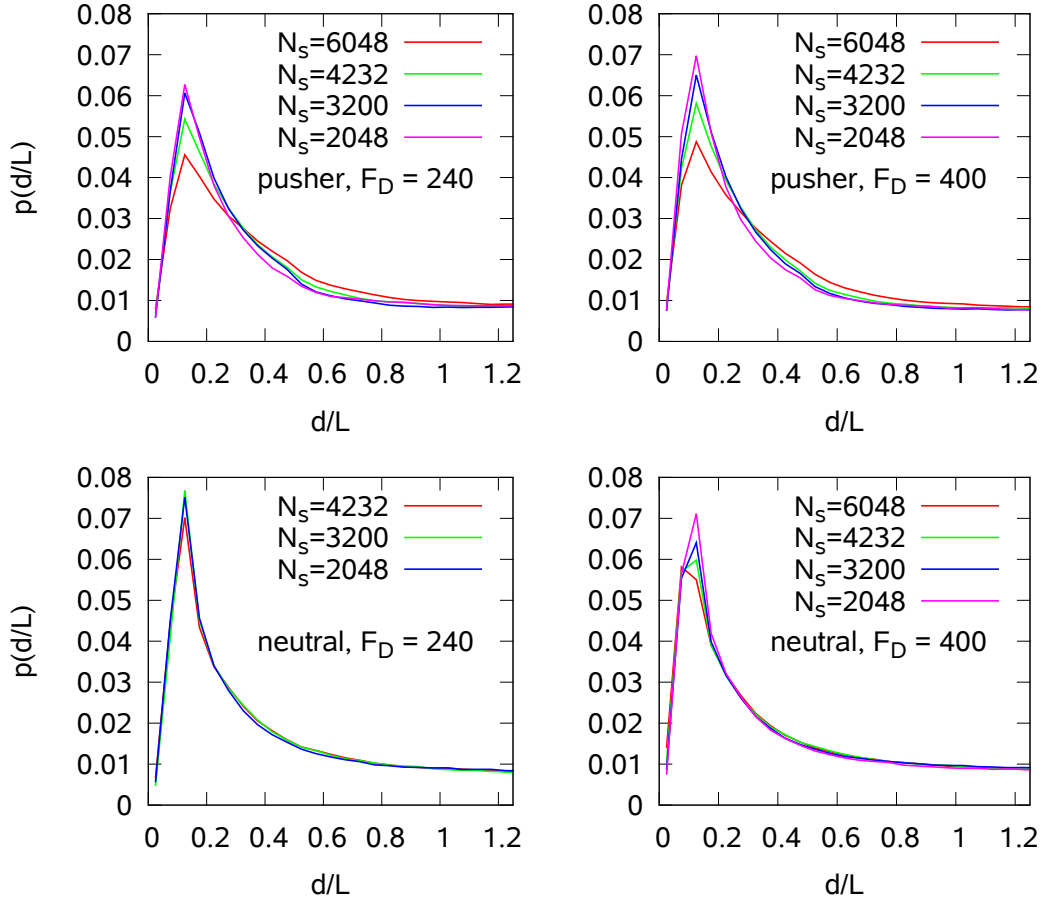 0.08
0.07
0.06
0.05
0.04
0.03
0.02
0.01
0
p(d/L)
N_s=6048
N_s=4232
N_s=3200
N_s=2048
pusher, F_D = 240
0 0.2 0.4 0.6 0.8 1 1.2
d/L
0.08
0.07
0.06
0.05
0.04
0.03
0.02
0.01
0
N_s=6048
N_s=4232
N_s=3200
N_s=2048
pusher, F_D = 400
0 0.2 0.4 0.6 0.8 1 1.2
d/L
0.08
0.07
0.06
0.05
0.04
0.03
0.02
0.01
0
p(d/L)
N_s=4232
N_s=3200
N_s=2048
neutral, F_D = 240
0 0.2 0.4 0.6 0.8 1 1.2
d/L
0.08
0.07
0.06
0.05
0.04
0.03
0.02
0.01
0
N_s=6048
N_s=4232
N_s=3200
N_s=2048
neutral, F_D = 400
0 0.2 0.4 0.6 0.8 1 1.2
d/L